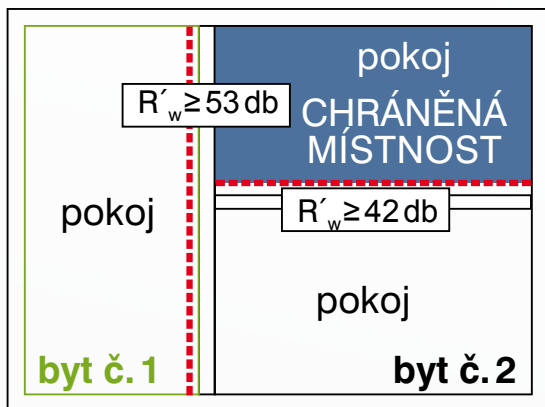 pokoj
CHRÁNĚNÁ
MÍSTNOST
R´w ≥ 53 db
pokoj
R´w ≥ 42 db
pokoj
byt č. 1
byt č. 2